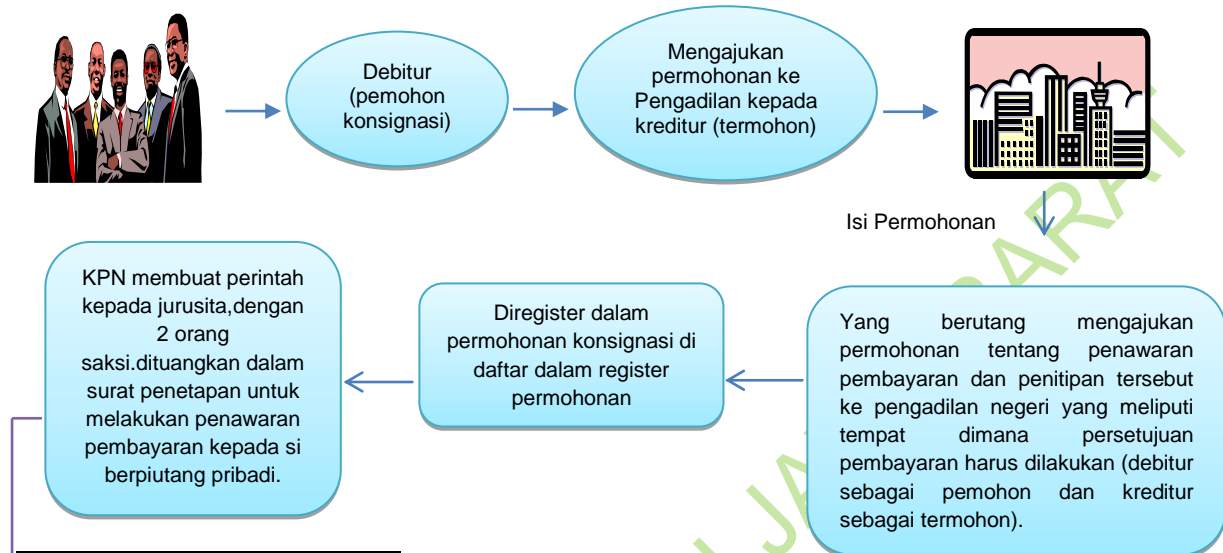 Debitur
(pemohon
konsignasi)
Mengajukan
permohonan ke
Pengadilan kepada
kreditur (termohon)
Isi Permohonan
Yang berutang mengajukan
permohonan tentang penawaran
pembayaran dan penitipan tersebut
ke pengadilan negeri yang meliputi
tempat dimana persetujuan
pembayaran harus dilakukan (debitur
sebagai pemohon dan kreditur
sebagai termohon).
Diregister dalam
permohonan konsignasi di
daftar dalam register
permohonan
KPN membuat perintah
kepada jurusita,dengan
2 orang
saksi.dituangkan dalam
surat penetapan untuk
melakukan penawaran
pembayaran kepada si
berpiutang pribadi.